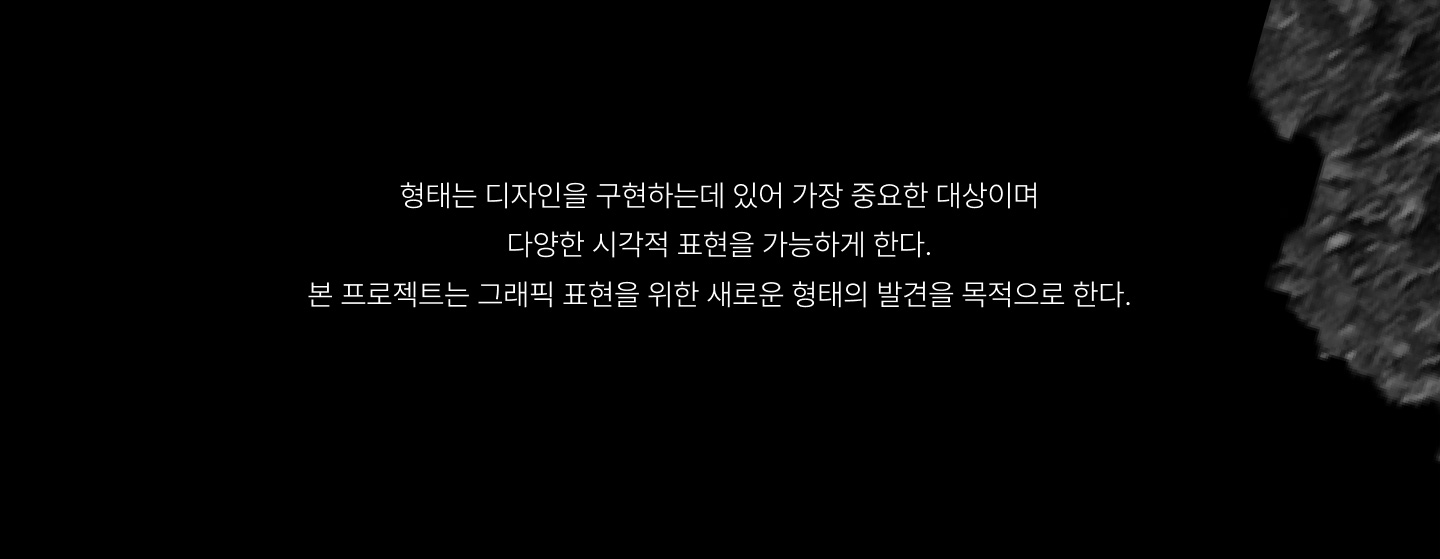 형태는 디자인을 구현하는데 있어 가장 중요한 대상이며
다양한 시각적 표현을 가능하게 한다.
본 프로젝트는 그래픽 표현을 위한 새로운 형태의 발견을 목적으로 한다.